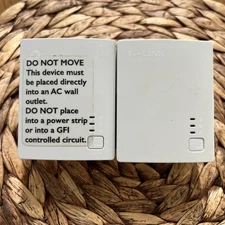 DO NOT MOVE
This device must
be placed directly
into an AC wall
outlet.
DO NOT place
into a power strip
or into a GFI
controlled circuit.